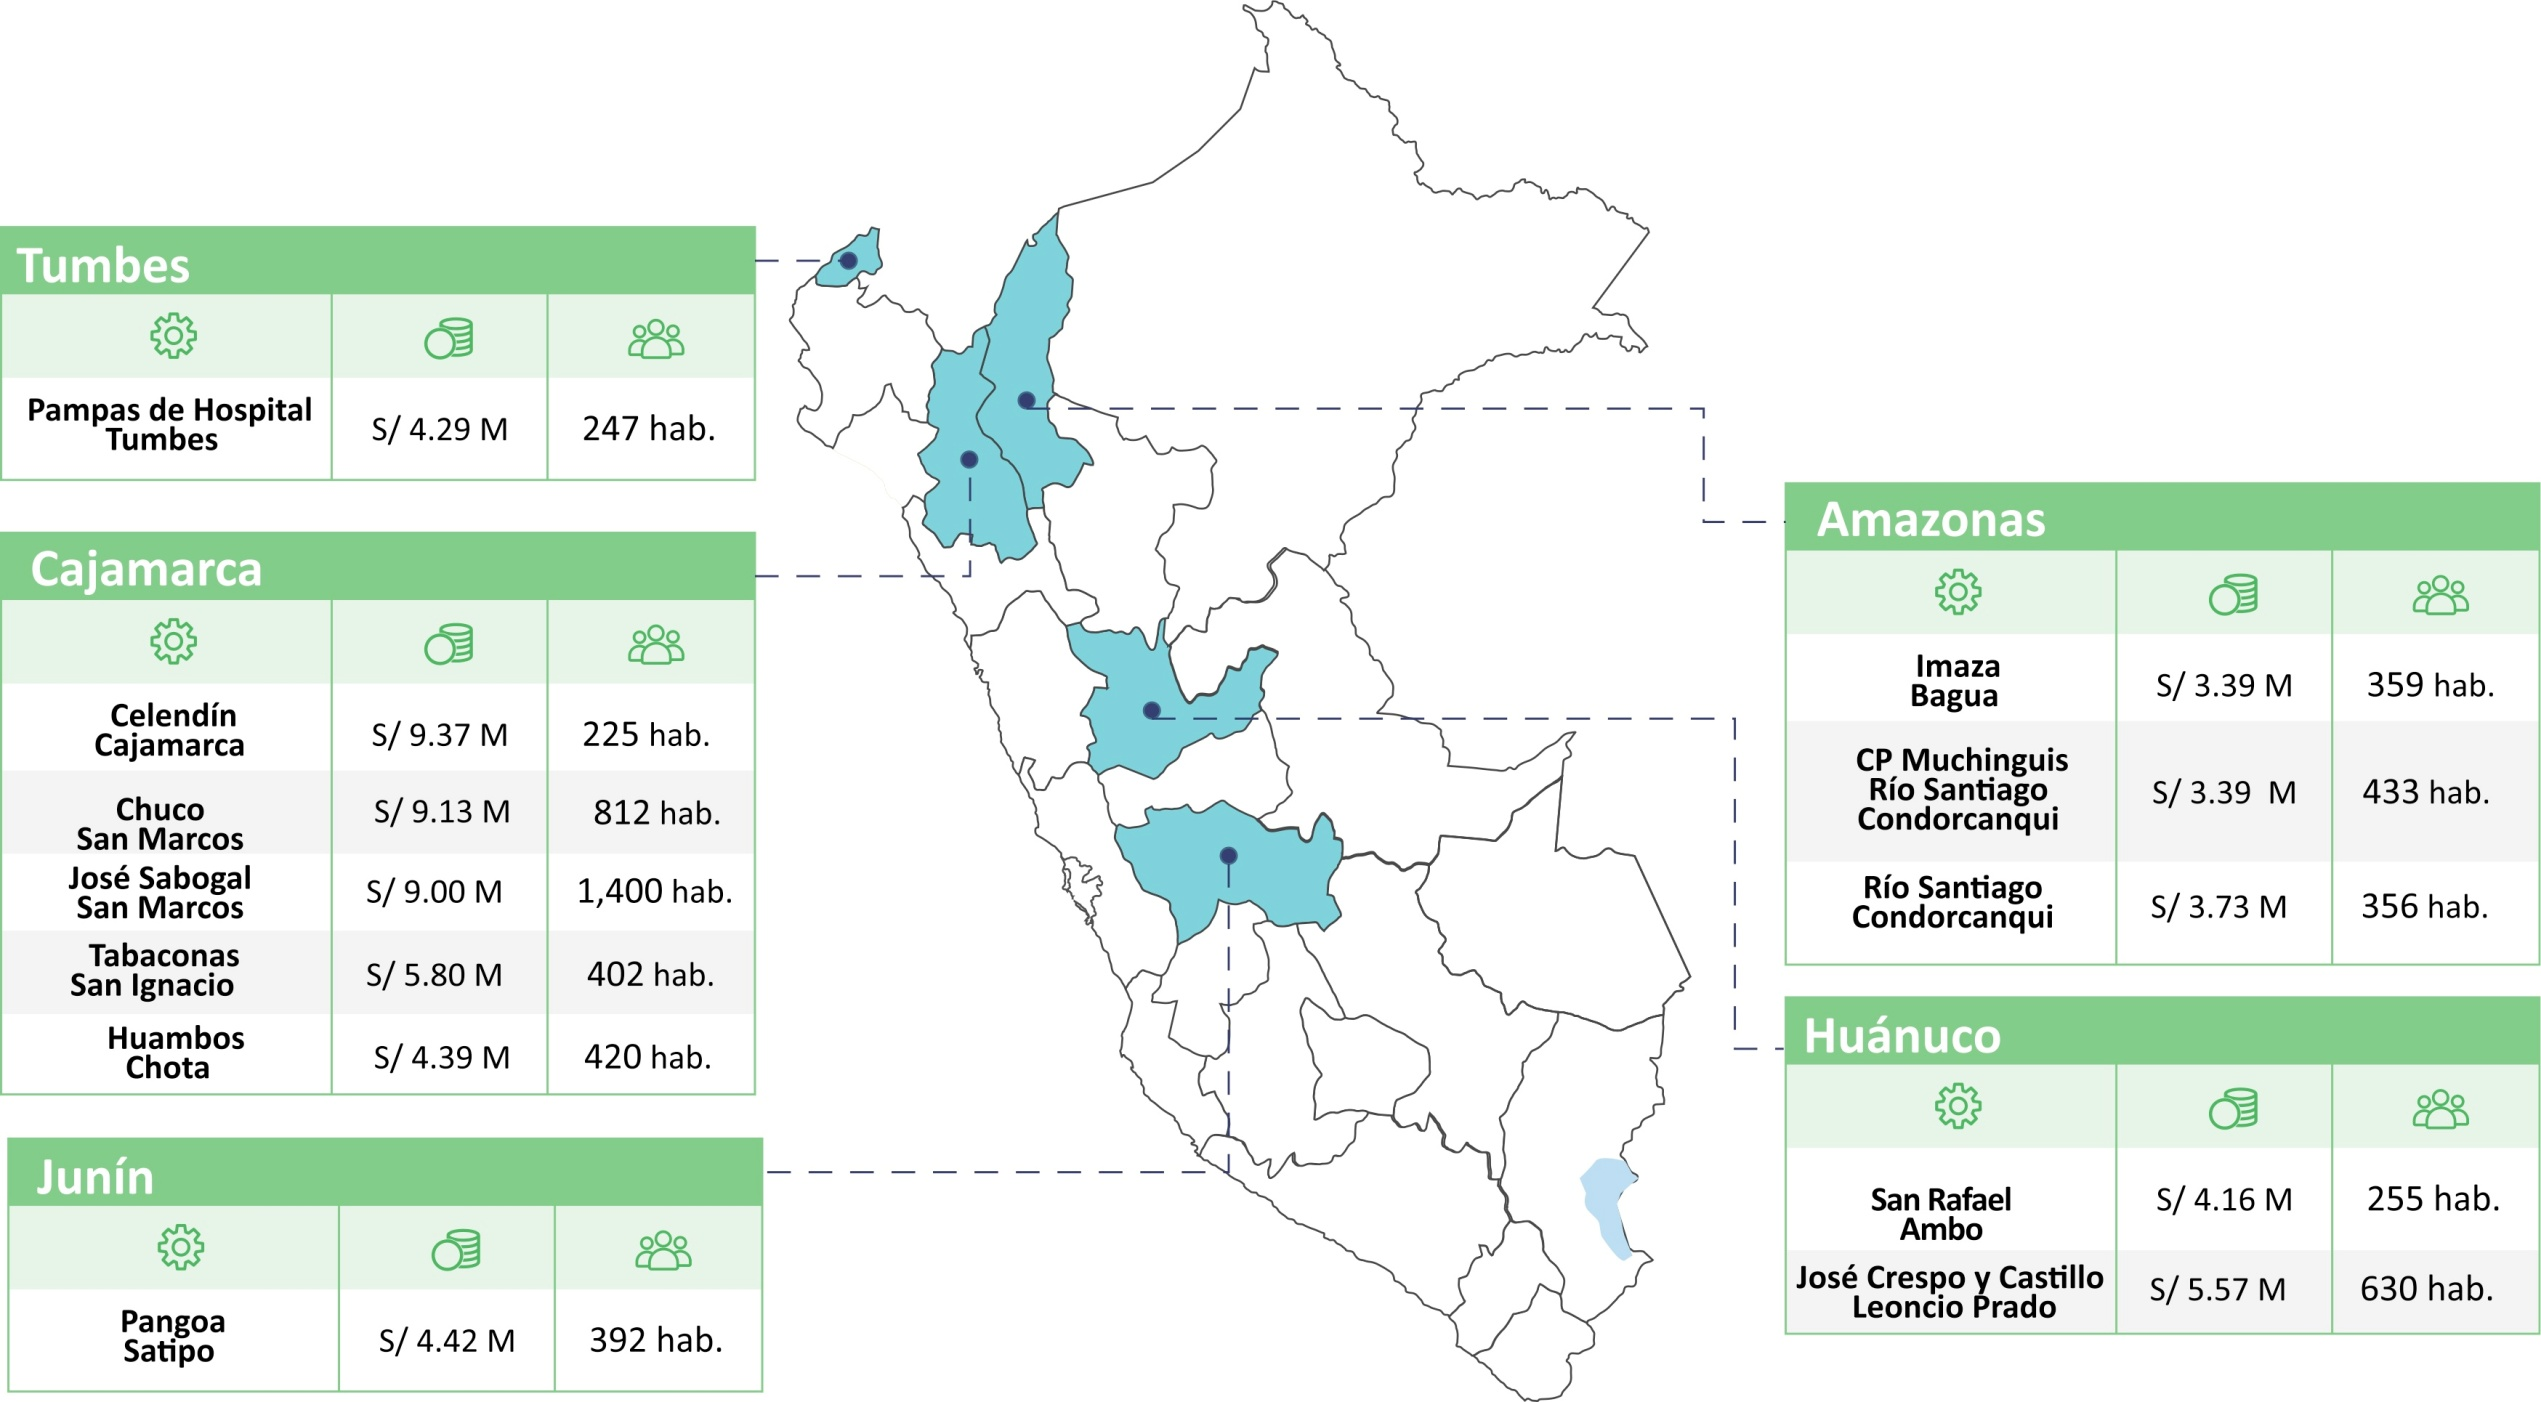 Tumbes
Pampas de Hospital
Tumbes
S/ 4.29 M
247 hab.
Cajamarca
Celendín
Cajamarca
S/ 9.37 M
225 hab.
Chuco
San Marcos
S/ 9.13 M
812 hab.
José Sabogal
San Marcos
S/ 9.00 M
1,400 hab.
Tabaconas
San Ignacio
S/ 5.80 M
402 hab.
Huambos
Chota
S/ 4.39 M
420 hab.
Junín
Pangoa
Satipo
S/ 4.42 M
392 hab.
Amazonas
Imaza
Bagua
S/ 3.39 M
359 hab.
CP Muchinguis
Río Santiago
Condorcanqui
S/ 3.39 M
433 hab.
Río Santiago
Condorcanqui
S/ 3.73 M
356 hab.
Huánuco
San Rafael
Ambo
S/ 4.16 M
255 hab.
José Crespo y Castillo
Leoncio Prado
S/ 5.57 M
630 hab.